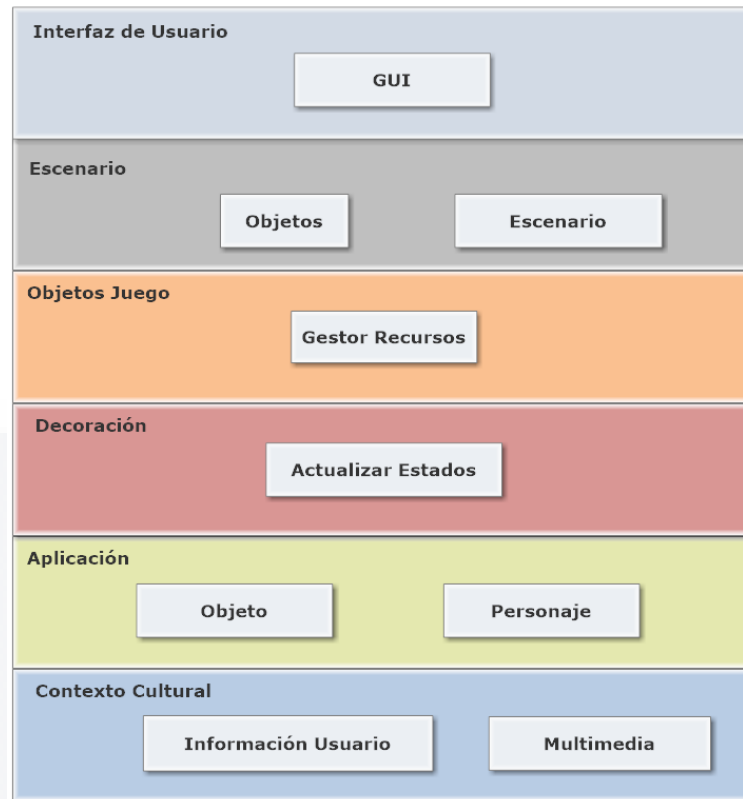 Interfaz de Usuario
GUI
Escenario
Objetos
Escenario
Objetos Juego
Gestor Recursos
Decoración
Actualizar Estados
Aplicación
Objeto
Personaje
Contexto Cultural
Información Usuario
Multimedia